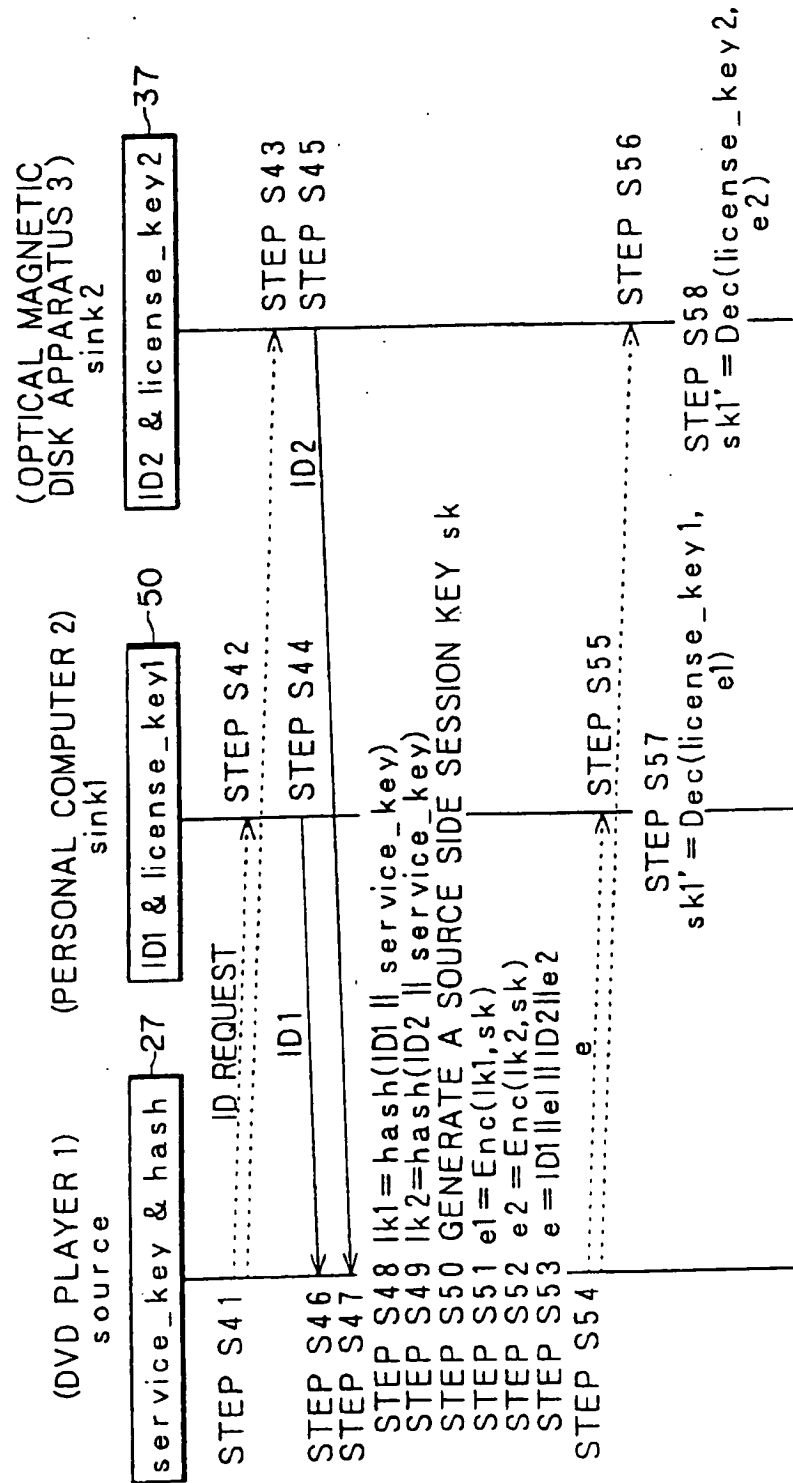 (DVD PLAYER 1)
source
service_key & hash
27
(PERSONAL COMPUTER 2)
sink1
ID1 & license_key1
50
(OPTICAL MAGNETIC
DISK APPARATUS 3)
sink2
ID2 & license_key2
37
STEP S41
ID REQUEST
STEP S42
STEP S43
ID1
STEP S44
ID2
STEP S45
STEP S46
STEP S47
STEP S48 lk1=hash(ID1 || service_key)
STEP S49 lk2=hash(ID2 || service_key)
STEP S50 GENERATE A SOURCE SIDE SESSION KEY sk
STEP S51 e1=Enc(lk1,sk)
STEP S52 e2=Enc(lk2,sk)
STEP S53 e=ID1||e1||ID2||e2
STEP S54
e
STEP S55
STEP S56
STEP S57
sk1'=Dec(license_key1,
e1)
STEP S58
sk1'=Dec(license_key2,
e2)